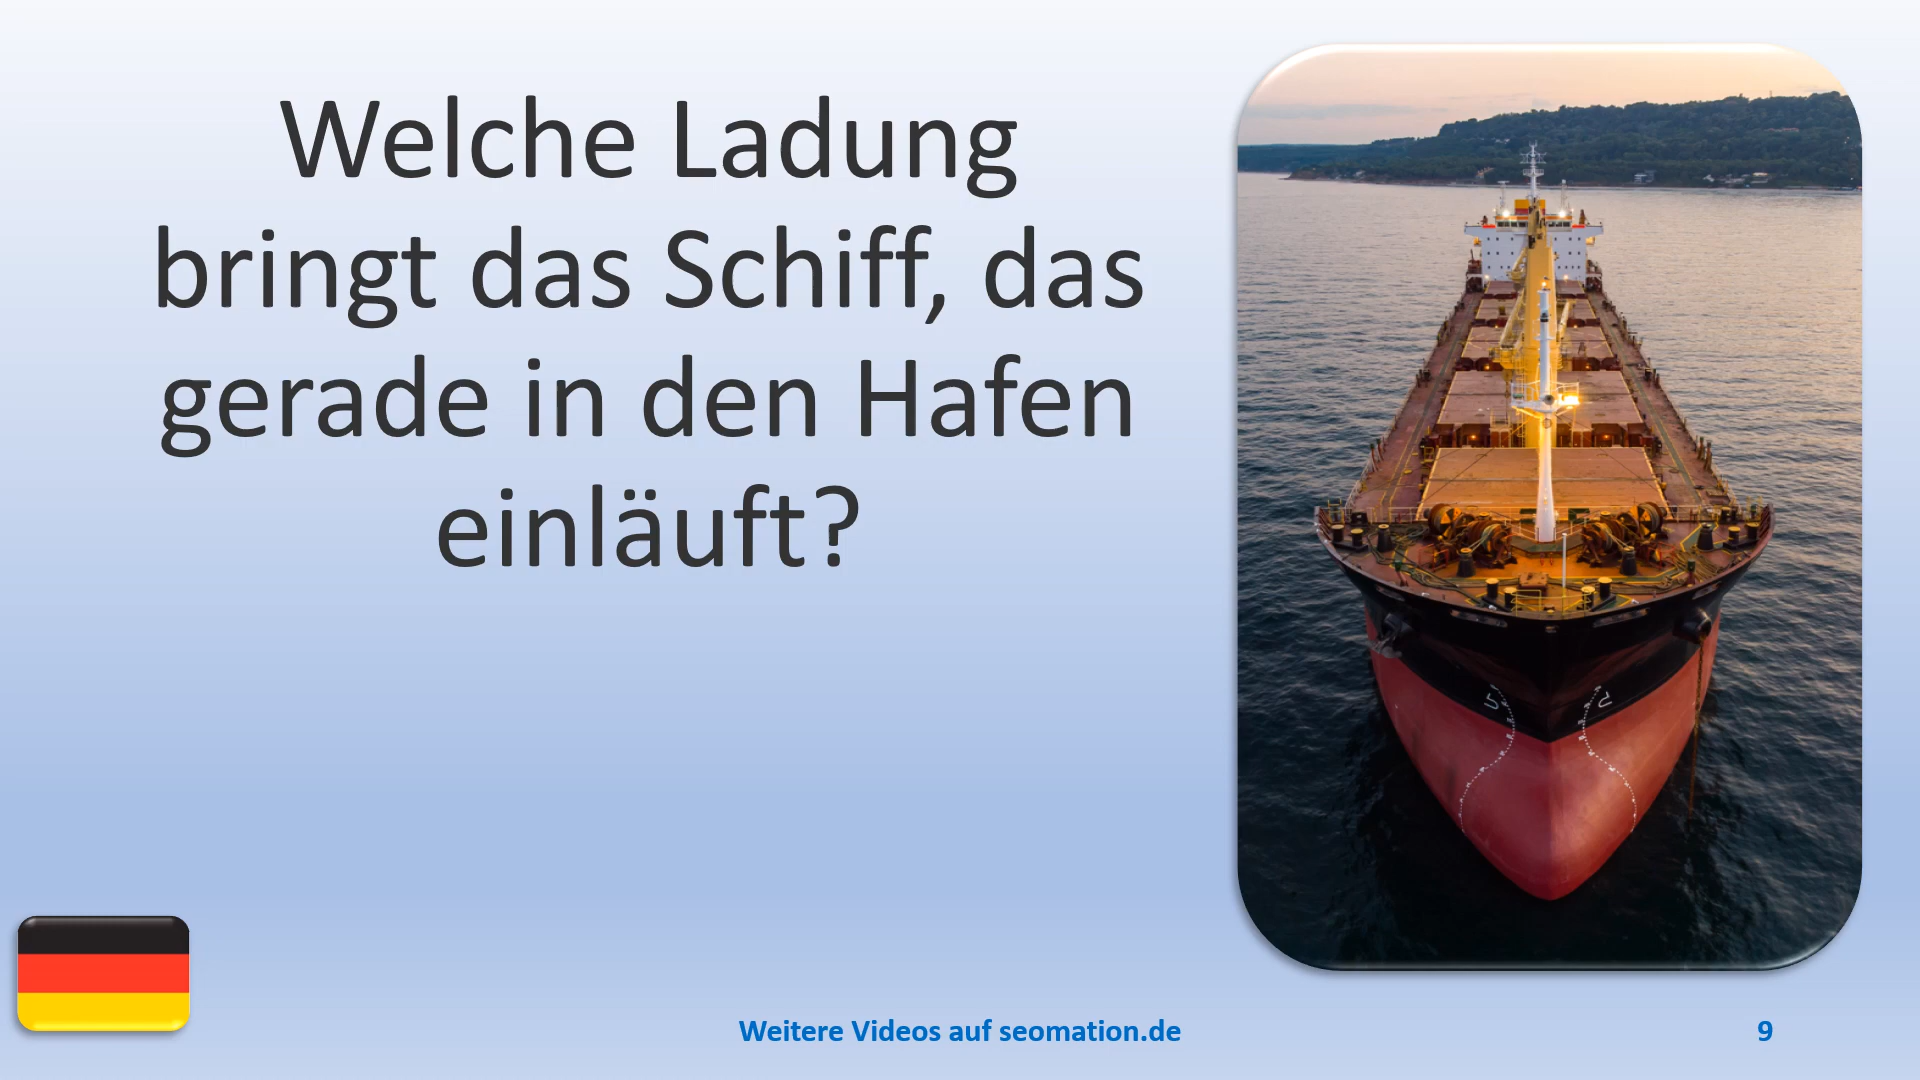 Welche Ladung
bringt das Schiff, das
gerade in den Hafen
einläuft?
Weitere Videos auf seomation.de
9